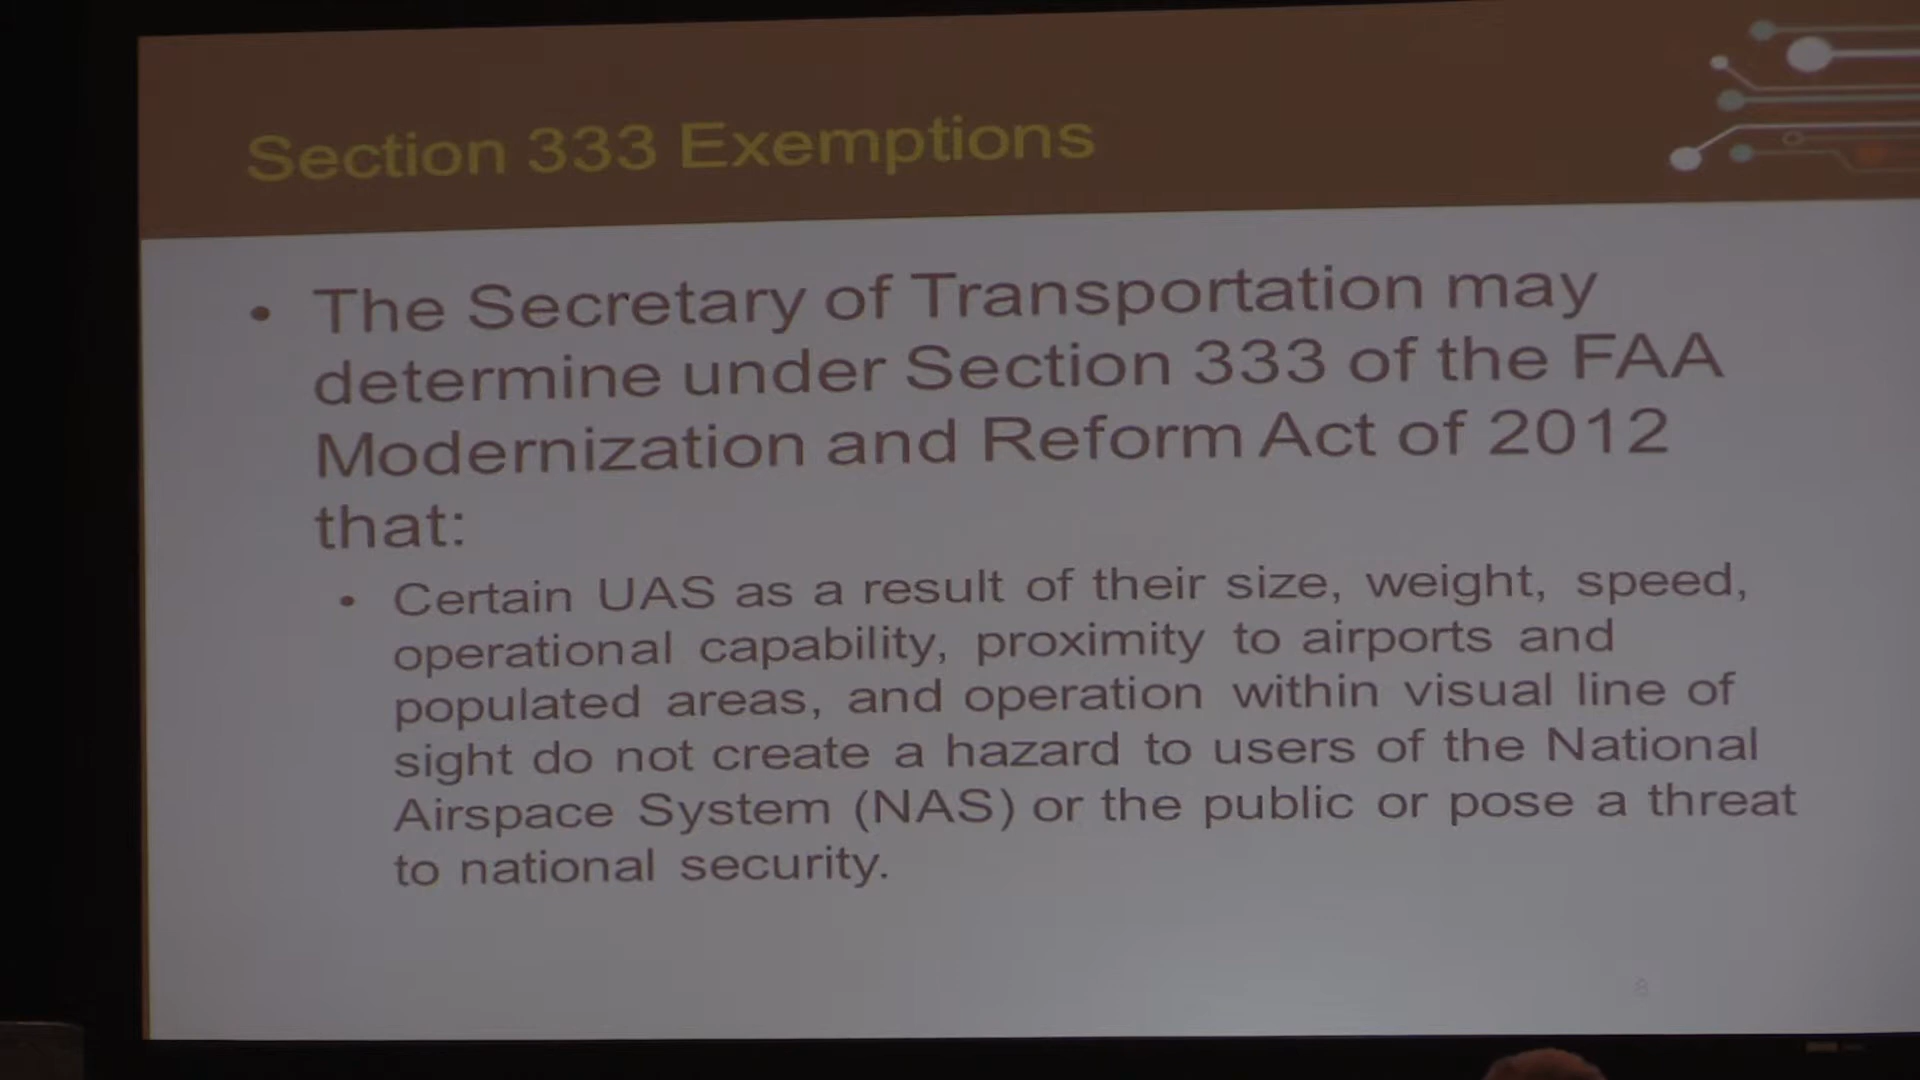 Section 333 Exemptions
• The Secretary of Transportation may
determine under Section 333 of the FAA
Modernization and Reform Act of 2012
that:
• Certain UAS as a result of their size, weight, speed,
operational capability, proximity to airports and
populated areas, and operation within visual line of
sight do not create a hazard to users of the National
Airspace System (NAS) or the public or pose a threat
to national security.
8